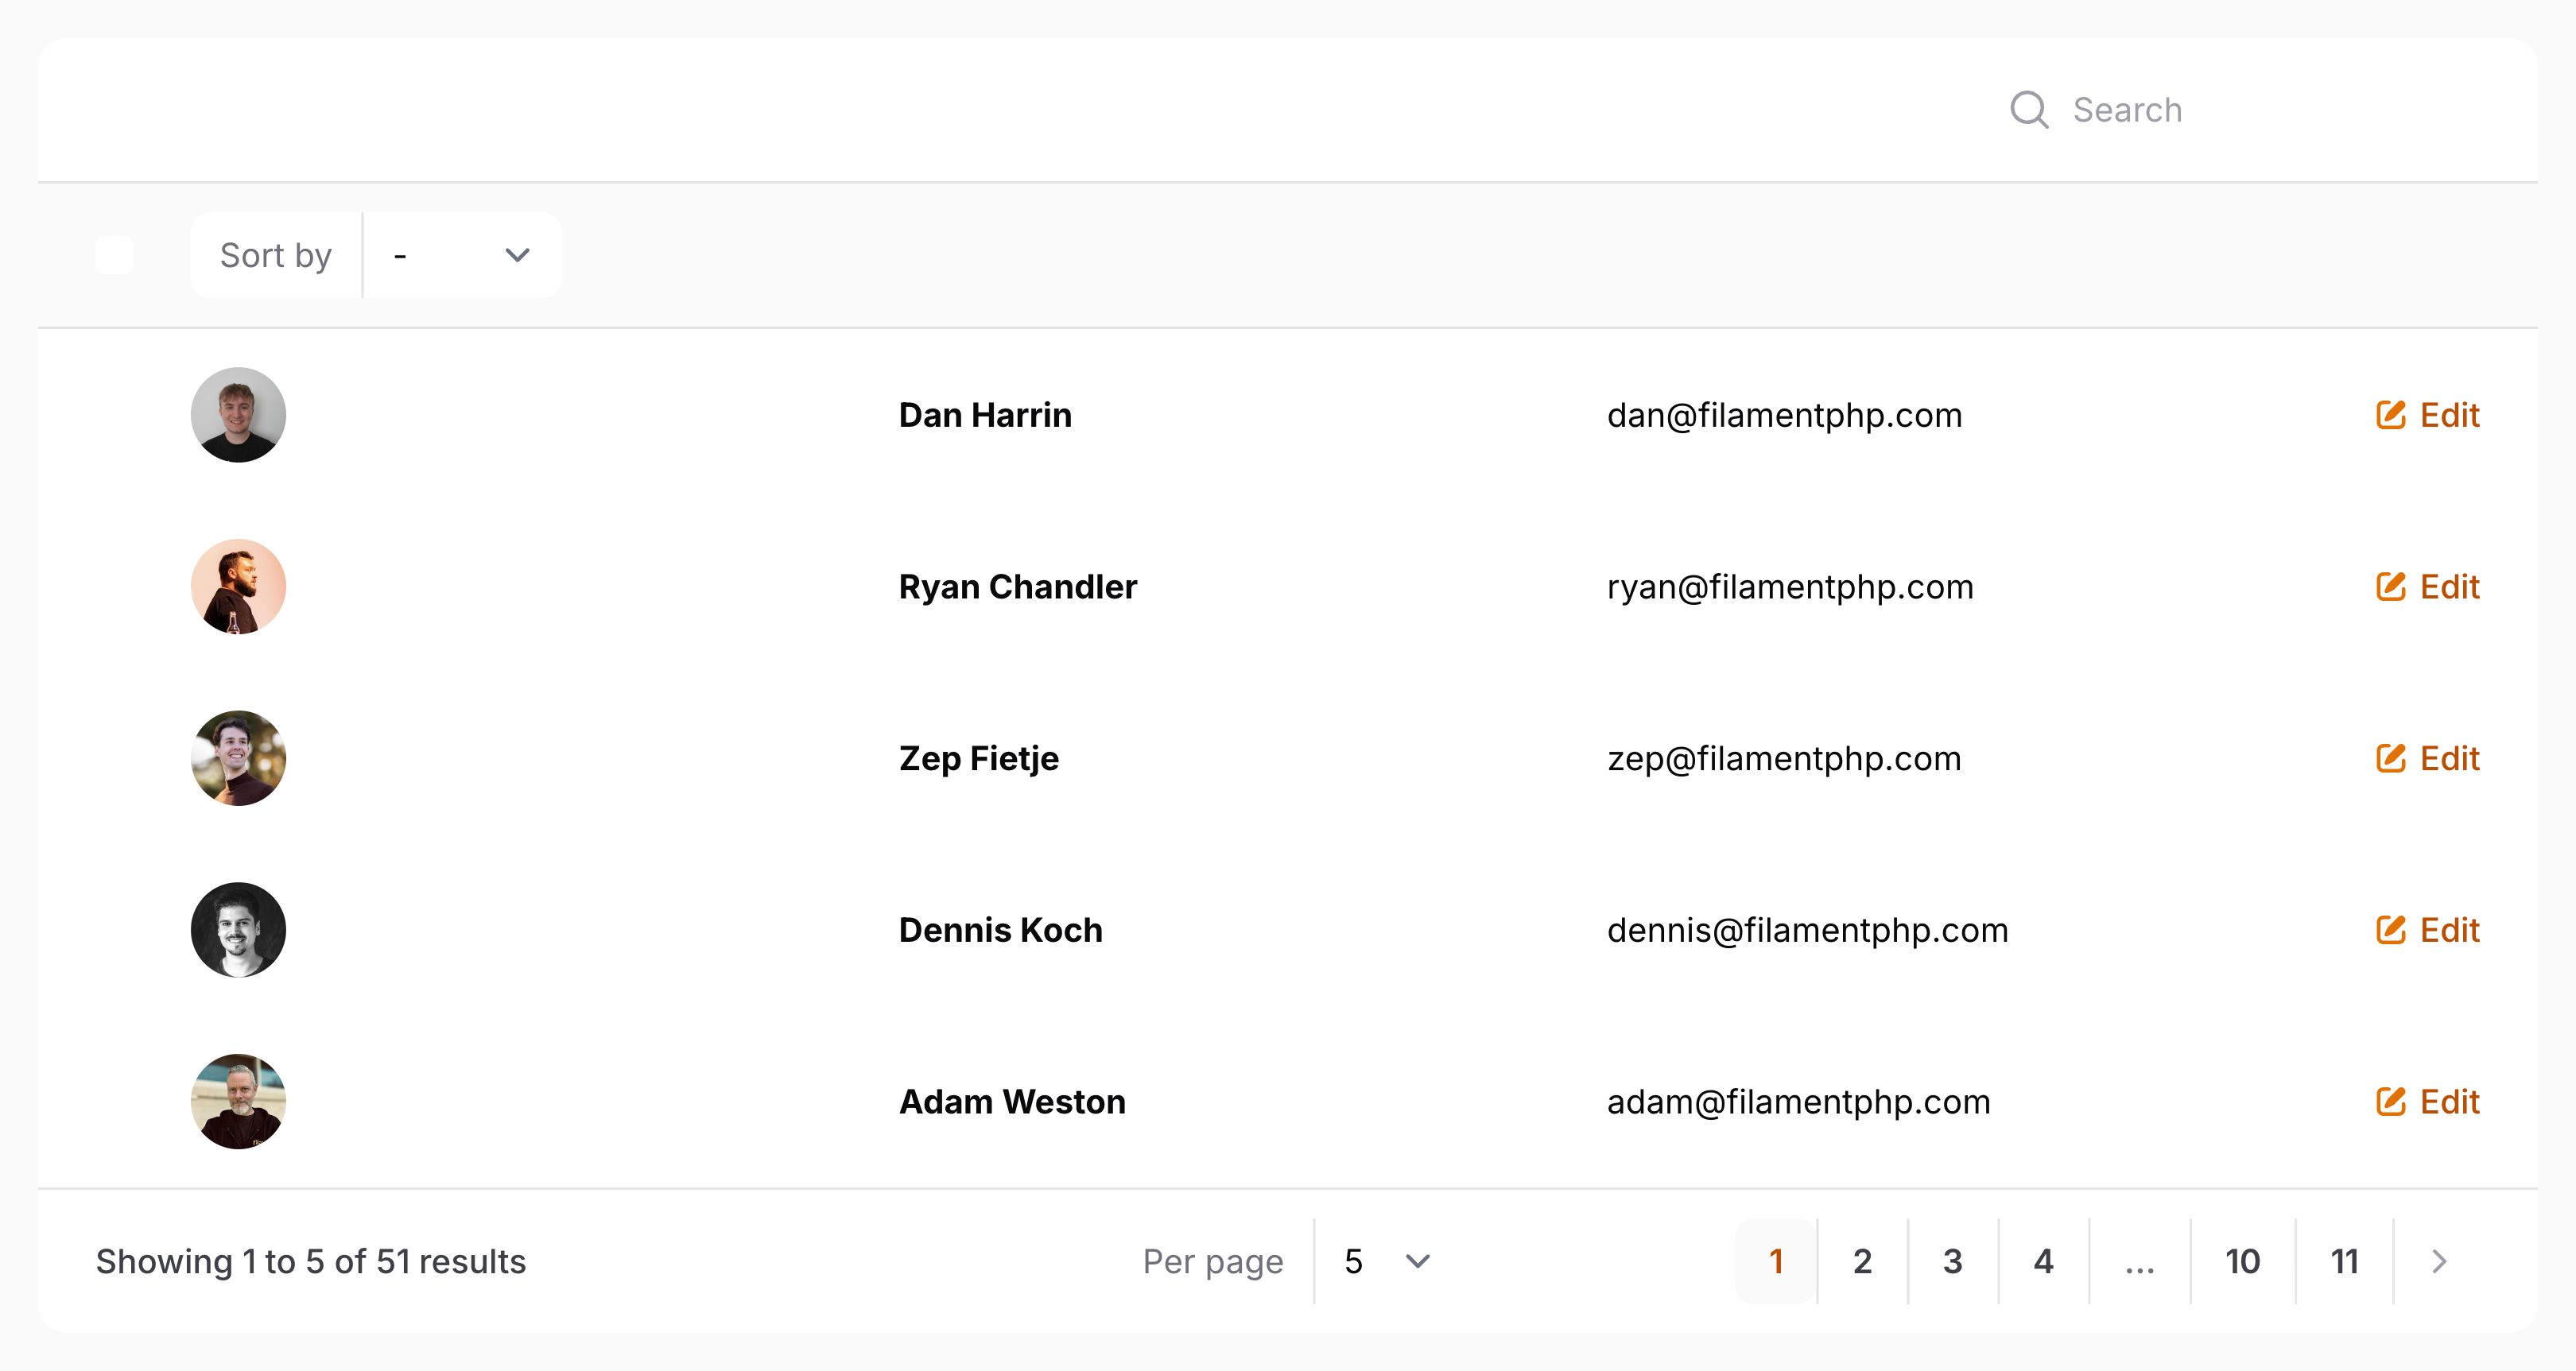 Search
Sort by -
Dan Harrin dan@filamentphp.com Edit
Ryan Chandler ryan@filamentphp.com Edit
Zep Fietje zep@filamentphp.com Edit
Dennis Koch dennis@filamentphp.com Edit
Adam Weston adam@filamentphp.com Edit
Showing 1 to 5 of 51 results Per page 5 1 2 3 4 ... 10 11